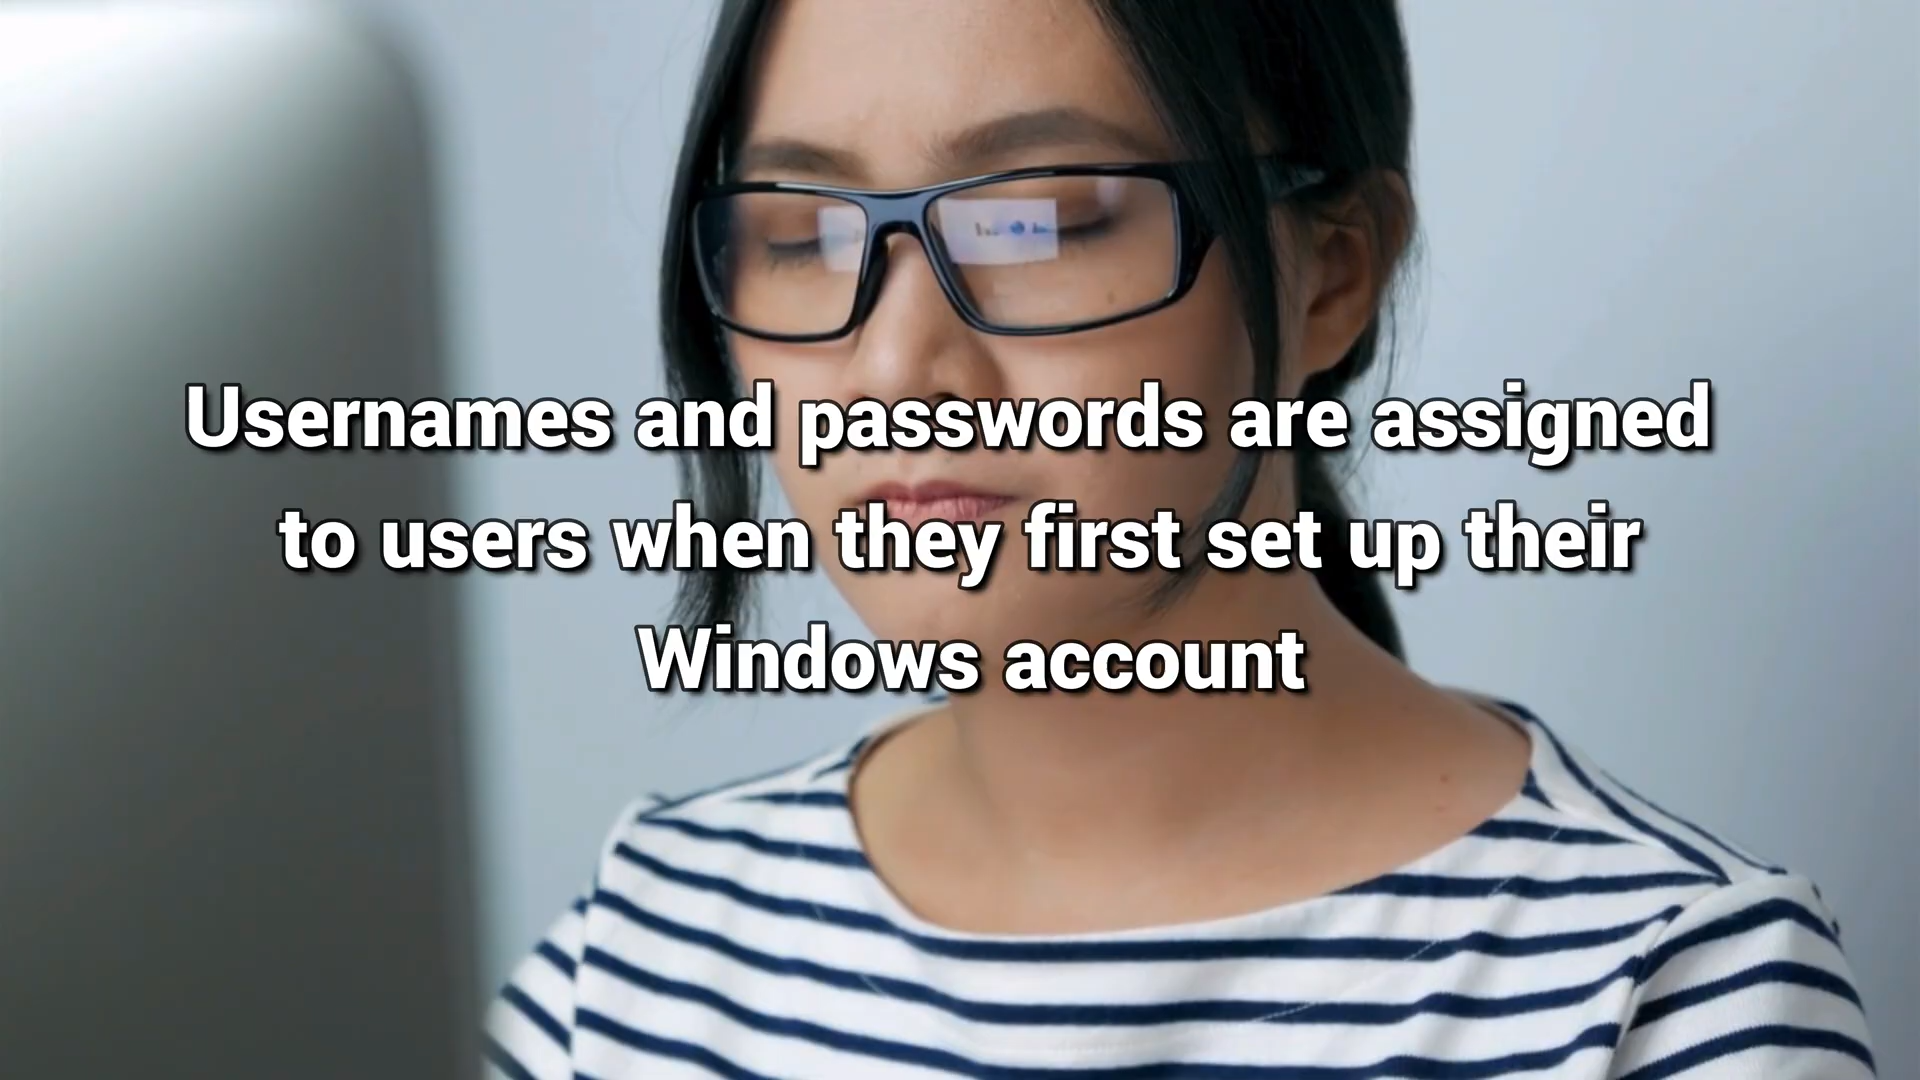 Usernames and passwords are assigned
to users when they first set up their
Windows account